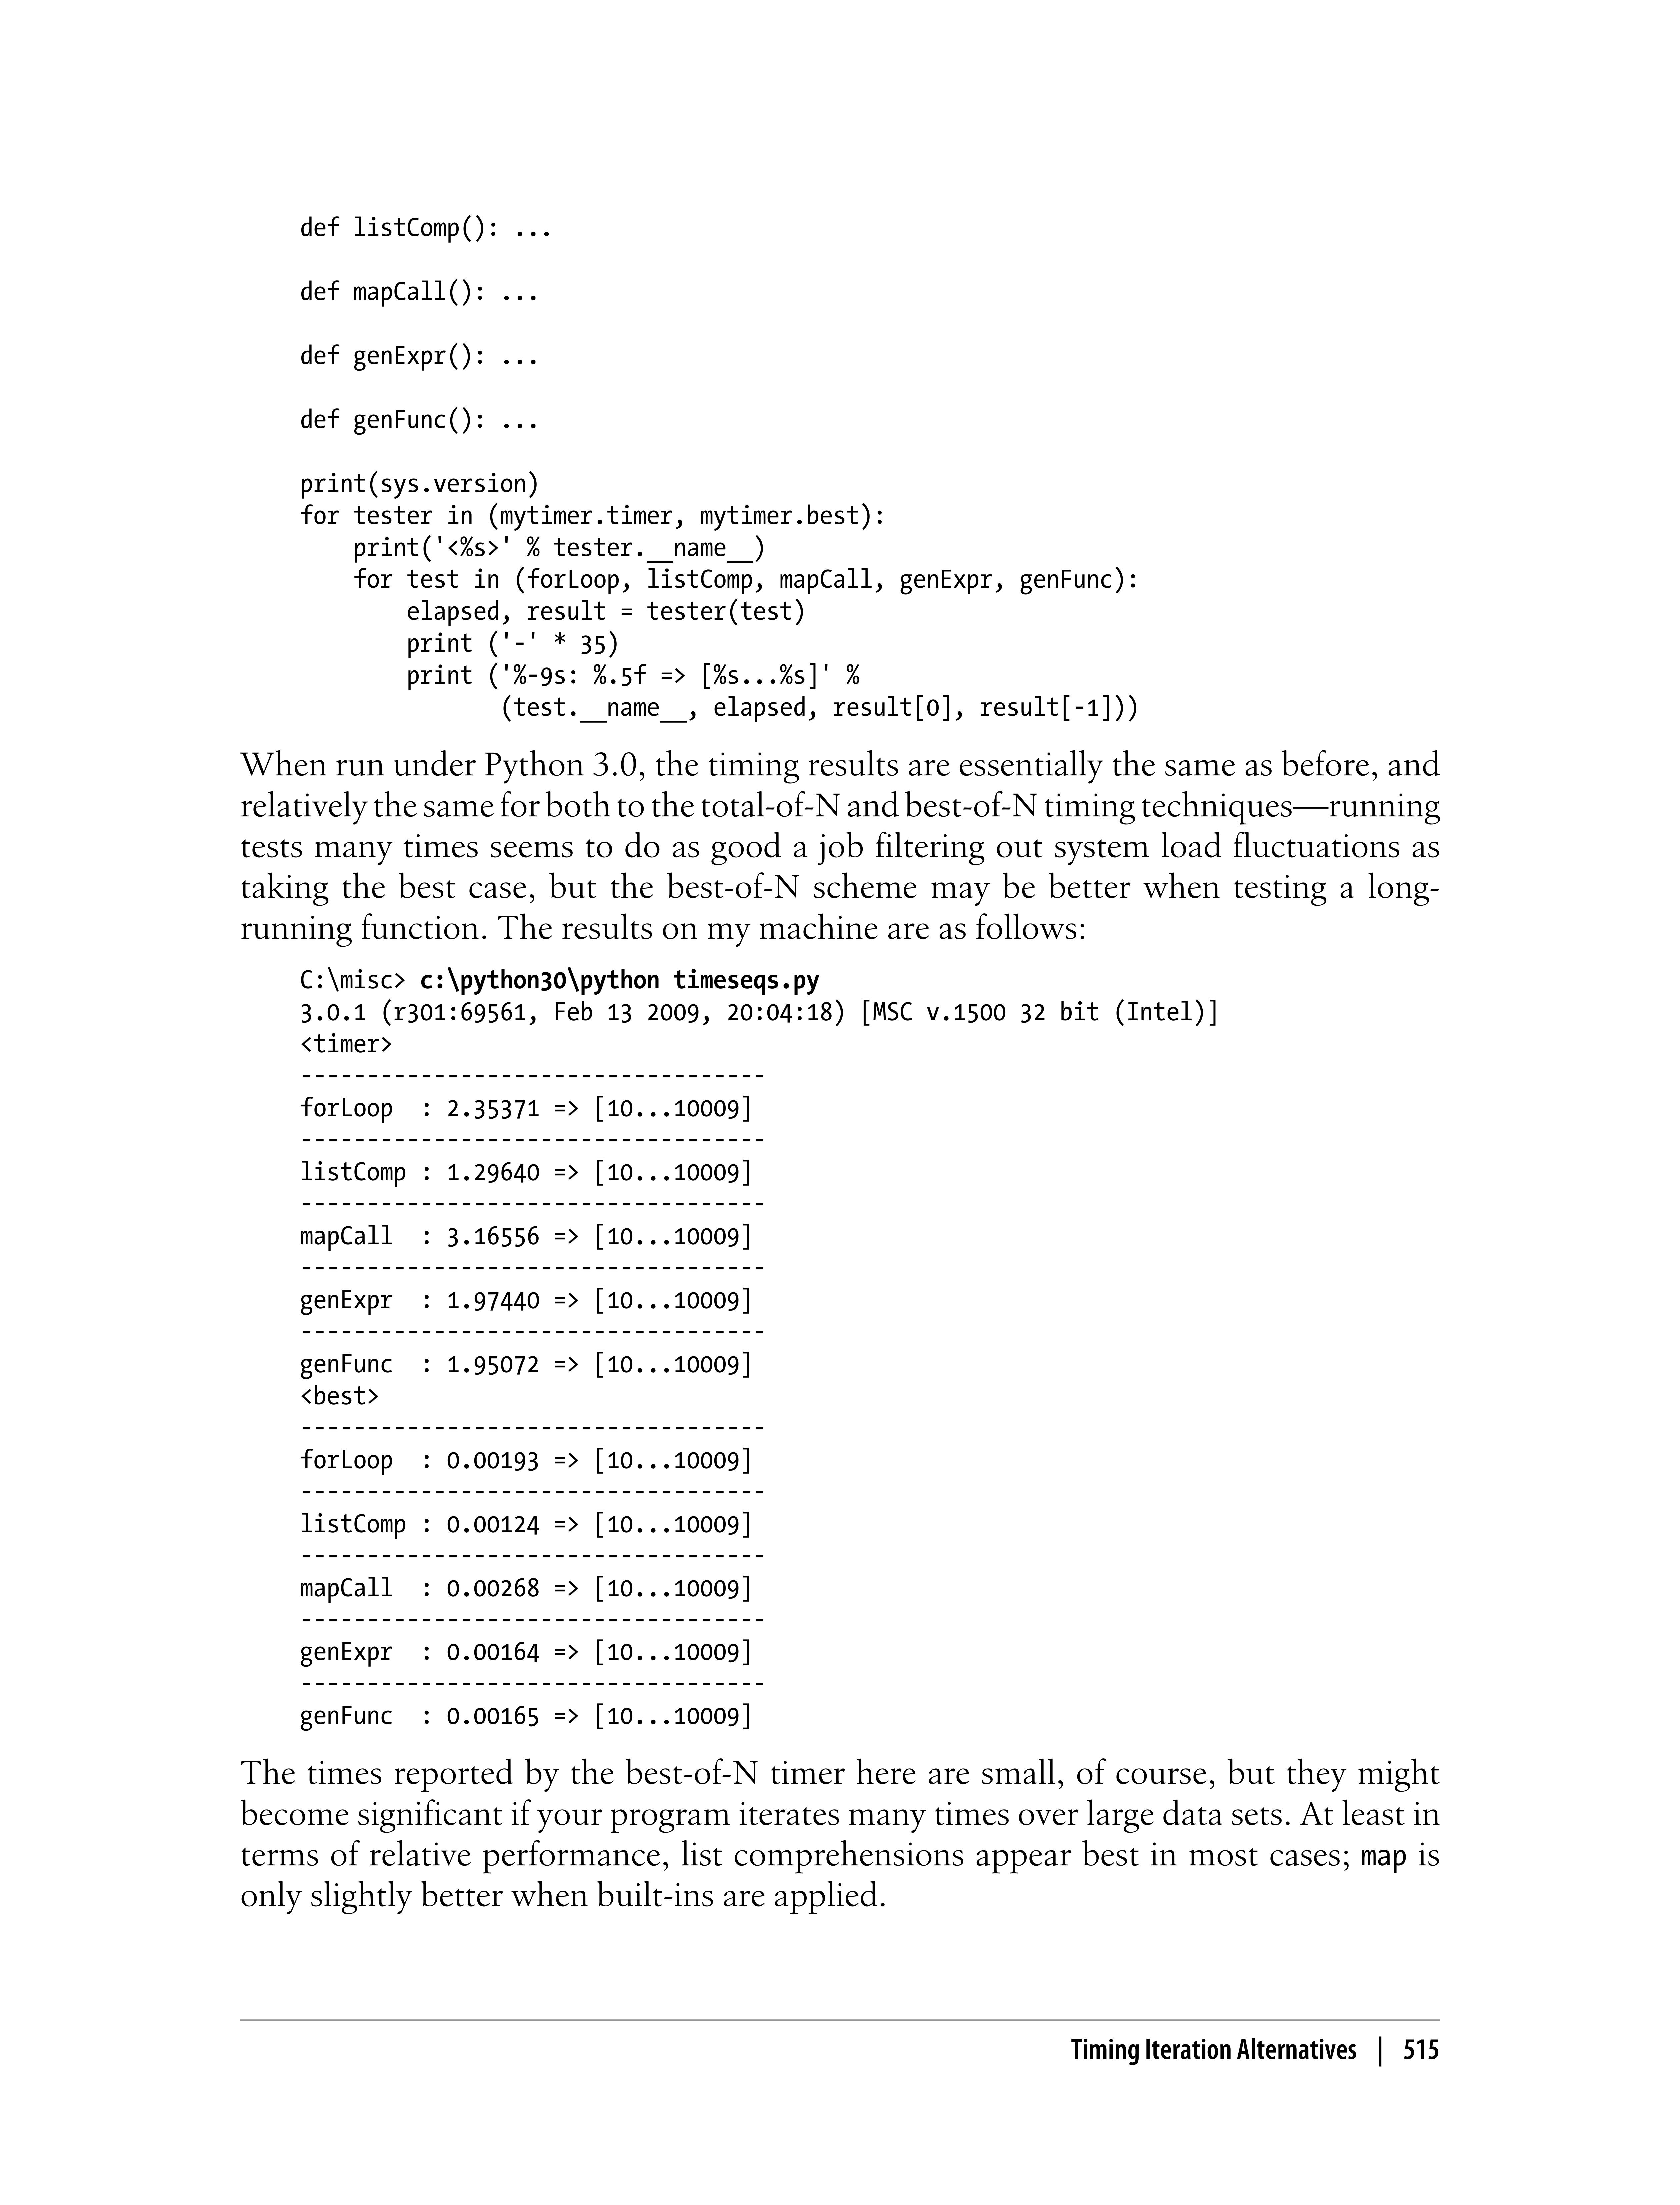 def listComp(): ...
def mapCall(): ...
def genExpr(): ...
def genFunc(): ...
print(sys.version)
for tester in (mytimer.timer, mytimer.best):
    print('<%s>' % tester.__name__)
    for test in (forLoop, listComp, mapCall, genExpr, genFunc):
        elapsed, result = tester(test)
        print ('-' * 35)
        print ('%-9s: %.5f => [%s...%s]' %
               (test.__name__, elapsed, result[0], result[-1]))
When run under Python 3.0, the timing results are essentially the same as before, and
relatively the same for both to the total-of-N and best-of-N timing techniques—running
tests many times seems to do as good a job filtering out system load fluctuations as
taking the best case, but the best-of-N scheme may be better when testing a long-
running function. The results on my machine are as follows:
C:\misc> c:\python30\python timeseqs.py
3.0.1 (r301:69561, Feb 13 2009, 20:04:18) [MSC v.1500 32 bit (Intel)]
<timer>
-----------------------------------
forLoop  : 2.35371 => [10...10009]
-----------------------------------
listComp : 1.29640 => [10...10009]
-----------------------------------
mapCall  : 3.16556 => [10...10009]
-----------------------------------
genExpr  : 1.97440 => [10...10009]
-----------------------------------
genFunc  : 1.95072 => [10...10009]
<best>
-----------------------------------
forLoop  : 0.00193 => [10...10009]
-----------------------------------
listComp : 0.00124 => [10...10009]
-----------------------------------
mapCall  : 0.00268 => [10...10009]
-----------------------------------
genExpr  : 0.00164 => [10...10009]
-----------------------------------
genFunc  : 0.00165 => [10...10009]
The times reported by the best-of-N timer here are small, of course, but they might
become significant if your program iterates many times over large data sets. At least in
terms of relative performance, list comprehensions appear best in most cases; map is
only slightly better when built-ins are applied.
Timing Iteration Alternatives | 515